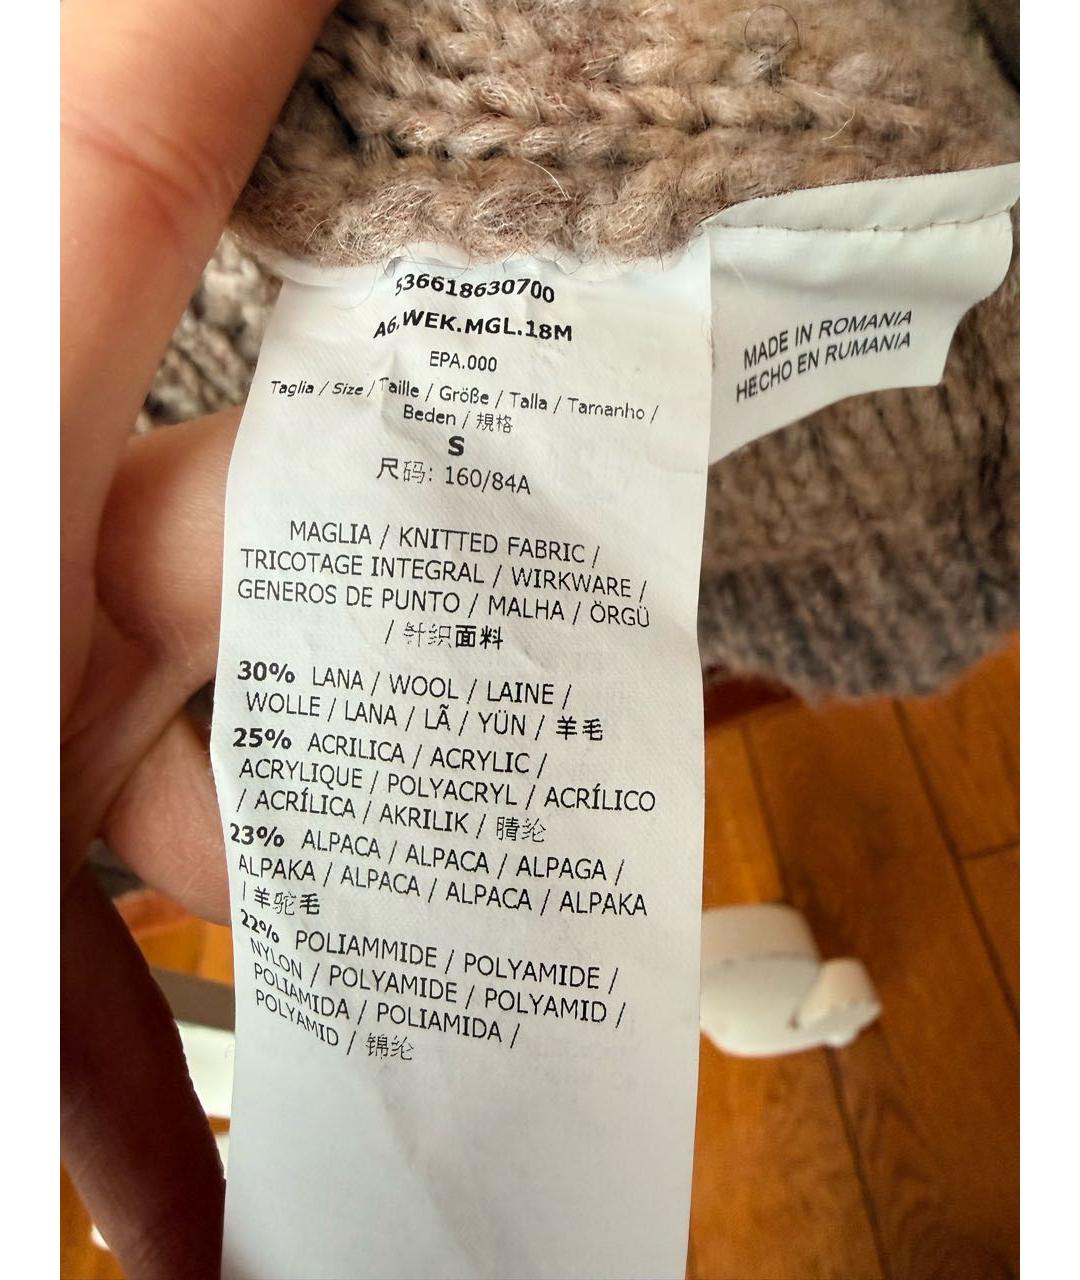 536618630700
A6.WEK.MGL.18M
EPA.000
Taglia / Size / Taille / Größe / Talla / Tamanho /
Beden / 規格
S
尺码: 160/84A
MAGLIA / KNITTED FABRIC /
TRICOTAGE INTEGRAL / WIRKWARE /
GENEROS DE PUNTO / MALHA / ÖRGÜ
/ 针织面料
30% LANA / WOOL / LAINE /
WOLLE / LANA / LÃ / YÜN / 羊毛
25% ACRILICA / ACRYLIC /
ACRYLIQUE / POLYACRYL / ACRÍLICO
/ ACRÍLICA / AKRILIK / 腈纶
23% ALPACA / ALPACA / ALPAGA /
ALPAKA / ALPACA / ALPACA / ALPAKA
/ 羊驼毛
22% POLIAMMIDE / POLYAMIDE /
NYLON / POLYAMIDE / POLYAMID /
POLIAMIDA / POLIAMIDA /
POLYAMID / 锦纶
MADE IN ROMANIA
HECHO EN RUMANIA